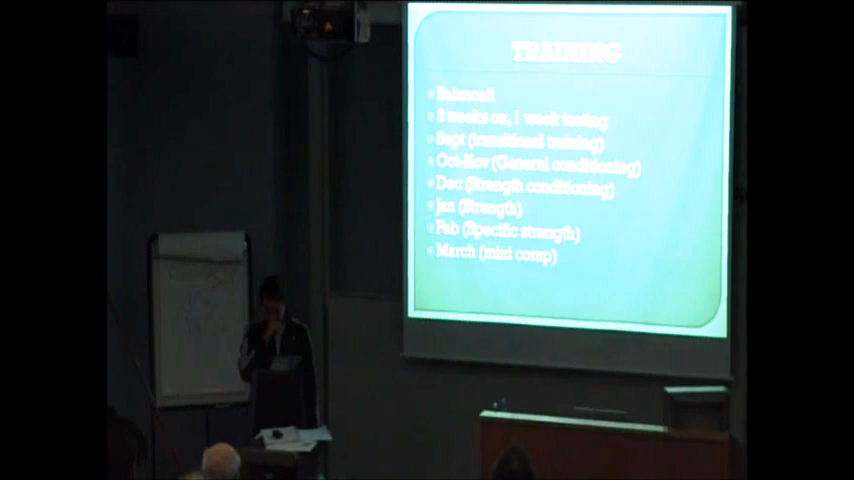 TRAINING
Balance!!
3 weeks on, 1 week testing
Sept (transitional training)
Oct-Nov (General conditioning)
Dec (Strength conditioning)
Jan (Strength)
Feb (Specific strength)
March (mini comp)